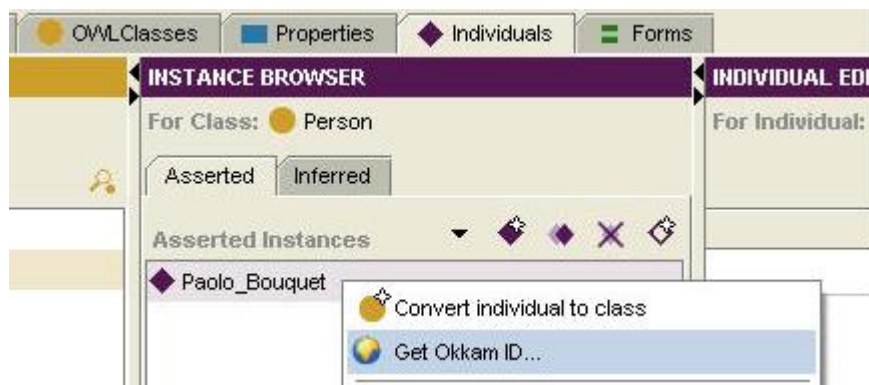 OWLClasses Properties Individuals Forms
INSTANCE BROWSER INDIVIDUAL EDI
For Class: Person For Individual:
Asserted Inferred
Asserted Instances
Paolo_Bouquet
Convert individual to class
Get Okkam ID...